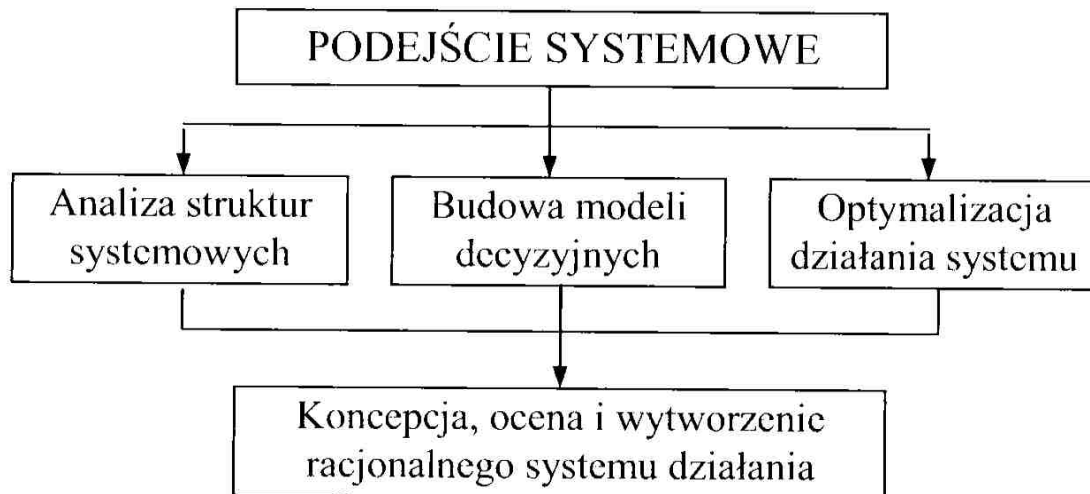 PODEJŚCIE SYSTEMOWE
Analiza struktur
systemowych
Budowa modeli
decyzyjnych
Optymalizacja
działania systemu
Koncepcja, ocena i wytworzenie
racjonalnego systemu działania